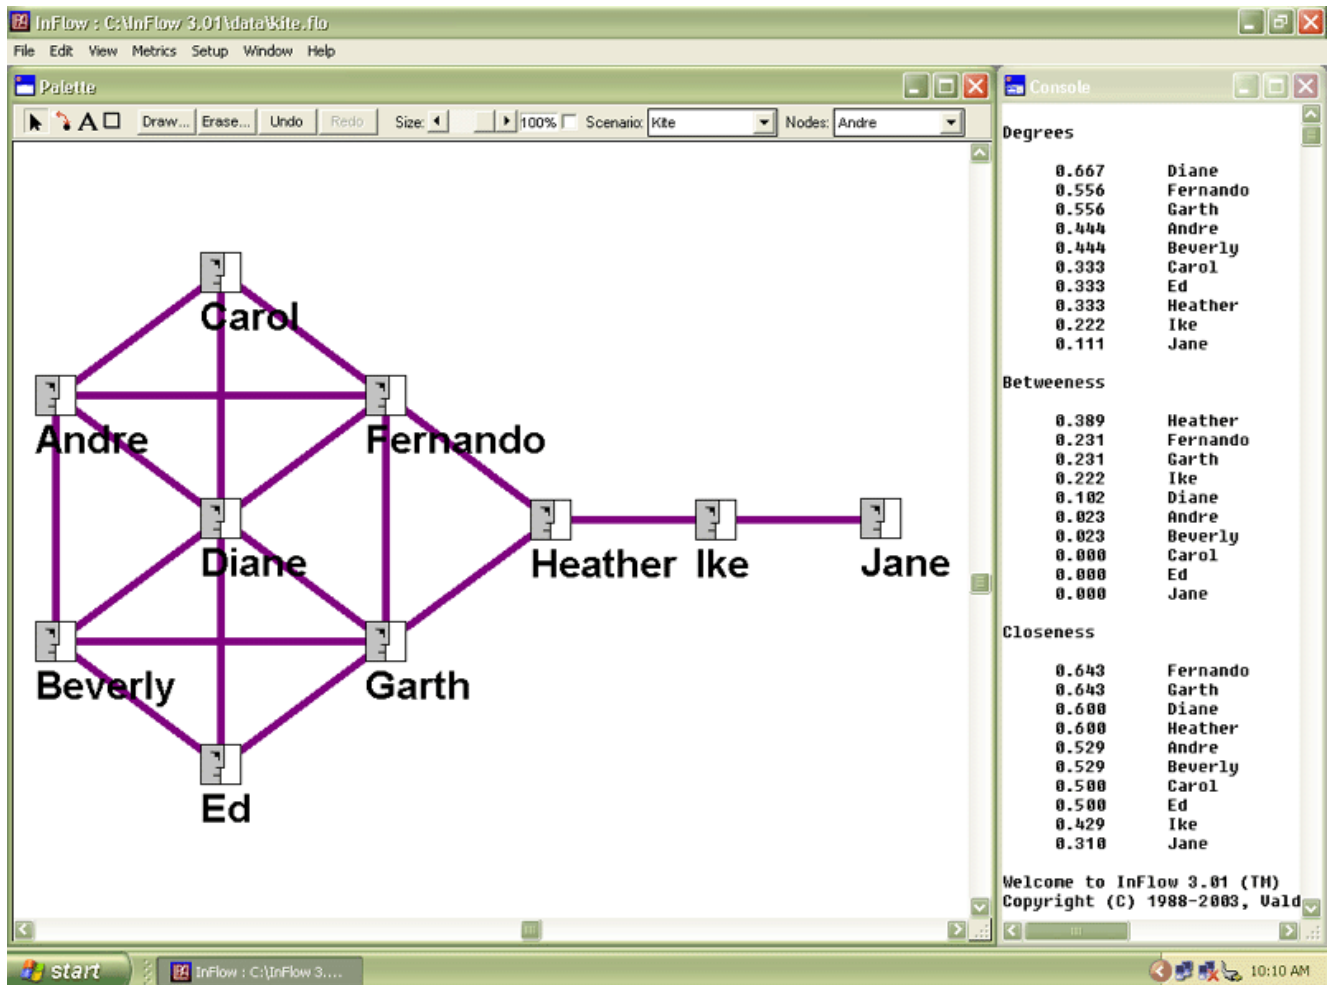 InFlow : C:\InFlow 3.01\data\kite.flo
File Edit View Metrics Setup Window Help
Palette
A Draw... Erase... Undo Redo Size: 100% Scenario: Kite Nodes: Andre
Carol
Andre
Fernando
Diane
Heather
Ike
Jane
Beverly
Garth
Ed
Console
Degrees
0.667 Diane
0.556 Fernando
0.556 Garth
0.444 Andre
0.444 Beverly
0.333 Carol
0.333 Ed
0.333 Heather
0.222 Ike
0.111 Jane
Betweeness
0.389 Heather
0.231 Fernando
0.231 Garth
0.222 Ike
0.102 Diane
0.023 Andre
0.023 Beverly
0.000 Carol
0.000 Ed
0.000 Jane
Closeness
0.643 Fernando
0.643 Garth
0.600 Diane
0.600 Heather
0.529 Andre
0.529 Beverly
0.500 Carol
0.500 Ed
0.429 Ike
0.310 Jane
Welcome to InFlow 3.01 (TM)
Copyright (C) 1988-2003, Vald
start
InFlow : C:\InFlow 3....
10:10 AM